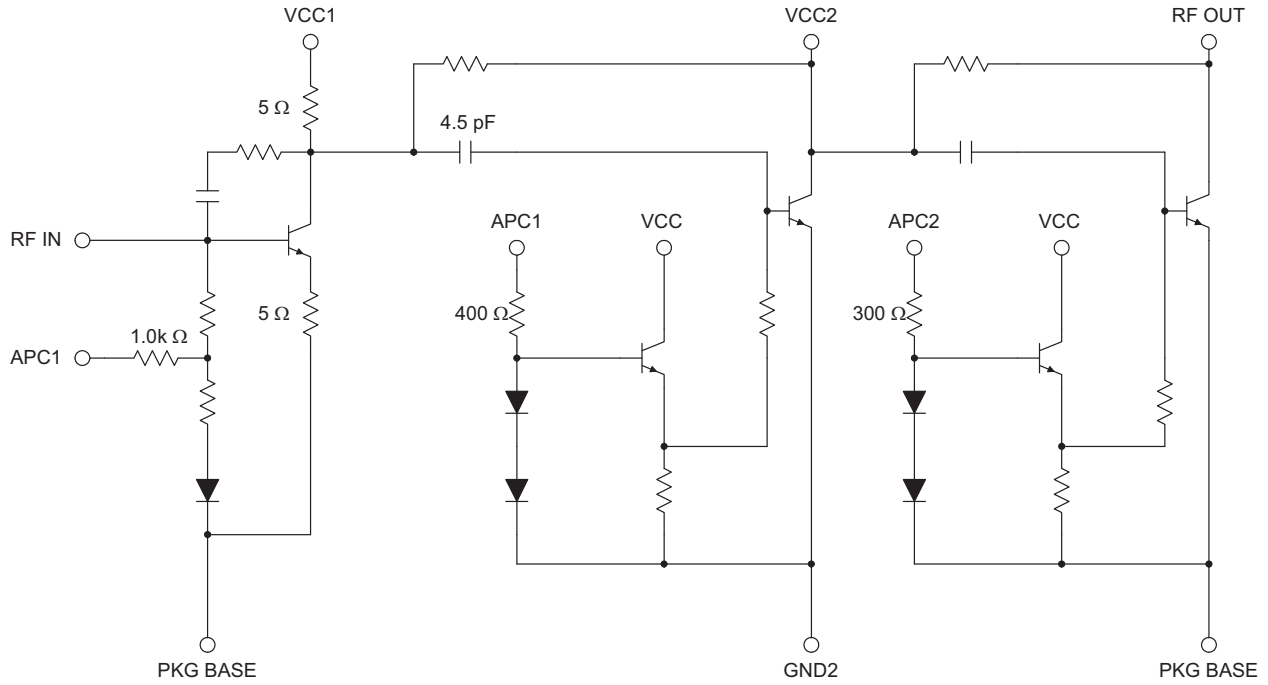 VCC1
VCC2
RF OUT
5 Ω
4.5 pF
RF IN
APC1
VCC
APC2
VCC
5 Ω
400 Ω
300 Ω
1.0k Ω
APC1
PKG BASE
GND2
PKG BASE